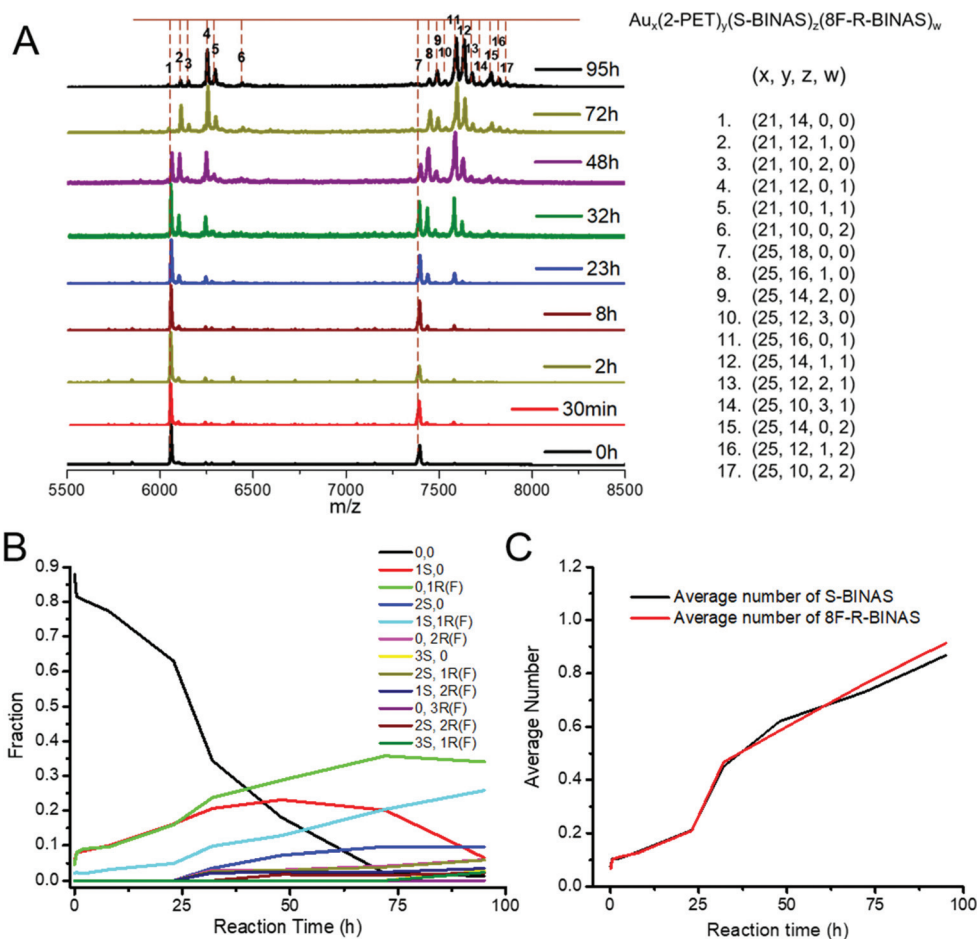 A
Auₓ(2-PET)ᵧ(S-BINAS)z(8F-R-BINAS)w
(x, y, z, w)
1. (21, 14, 0, 0)
2. (21, 12, 1, 0)
3. (21, 10, 2, 0)
4. (21, 12, 0, 1)
5. (21, 10, 1, 1)
6. (21, 10, 0, 2)
7. (25, 18, 0, 0)
8. (25, 16, 1, 0)
9. (25, 14, 2, 0)
10. (25, 12, 3, 0)
11. (25, 16, 0, 1)
12. (25, 14, 1, 1)
13. (25, 12, 2, 1)
14. (25, 10, 3, 1)
15. (25, 14, 0, 2)
16. (25, 12, 1, 2)
17. (25, 10, 2, 2)
1 2 3 4 5 6 7 8 9 10 11 12 13 14 15 16 17
95h
72h
48h
32h
23h
8h
2h
30min
0h
5500 6000 6500 7000 7500 8000 8500
m/z
B
Fraction
0.9
0.8
0.7
0.6
0.5
0.4
0.3
0.2
0.1
0.0
0,0
1S,0
0,1R(F)
2S,0
1S,1R(F)
0, 2R(F)
3S, 0
2S, 1R(F)
1S, 2R(F)
0, 3R(F)
2S, 2R(F)
3S, 1R(F)
0 25 50 75 100
Reaction Time (h)
C
Average Number
1.2
1.0
0.8
0.6
0.4
0.2
0.0
Average number of S-BINAS
Average number of 8F-R-BINAS
0 25 50 75 100
Reaction time (h)